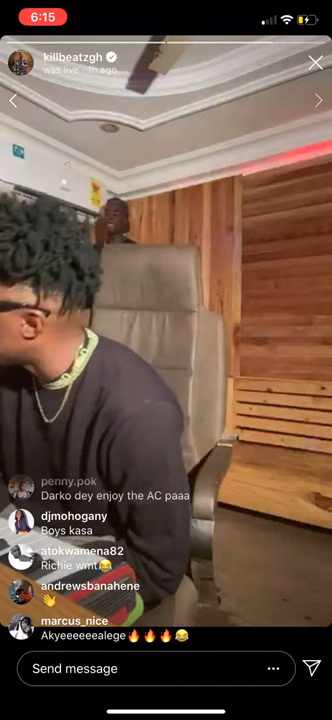 6:15
killbeatzgh
was live · 1h ago
penny.pok
Darko dey enjoy the AC paaa
djmohogany
Boys kasa
atokwamena82
Richie wmt😂
andrewsbanahene
👋
marcus_nice
Akyeeeeeealege🔥🔥🔥😂
Send message